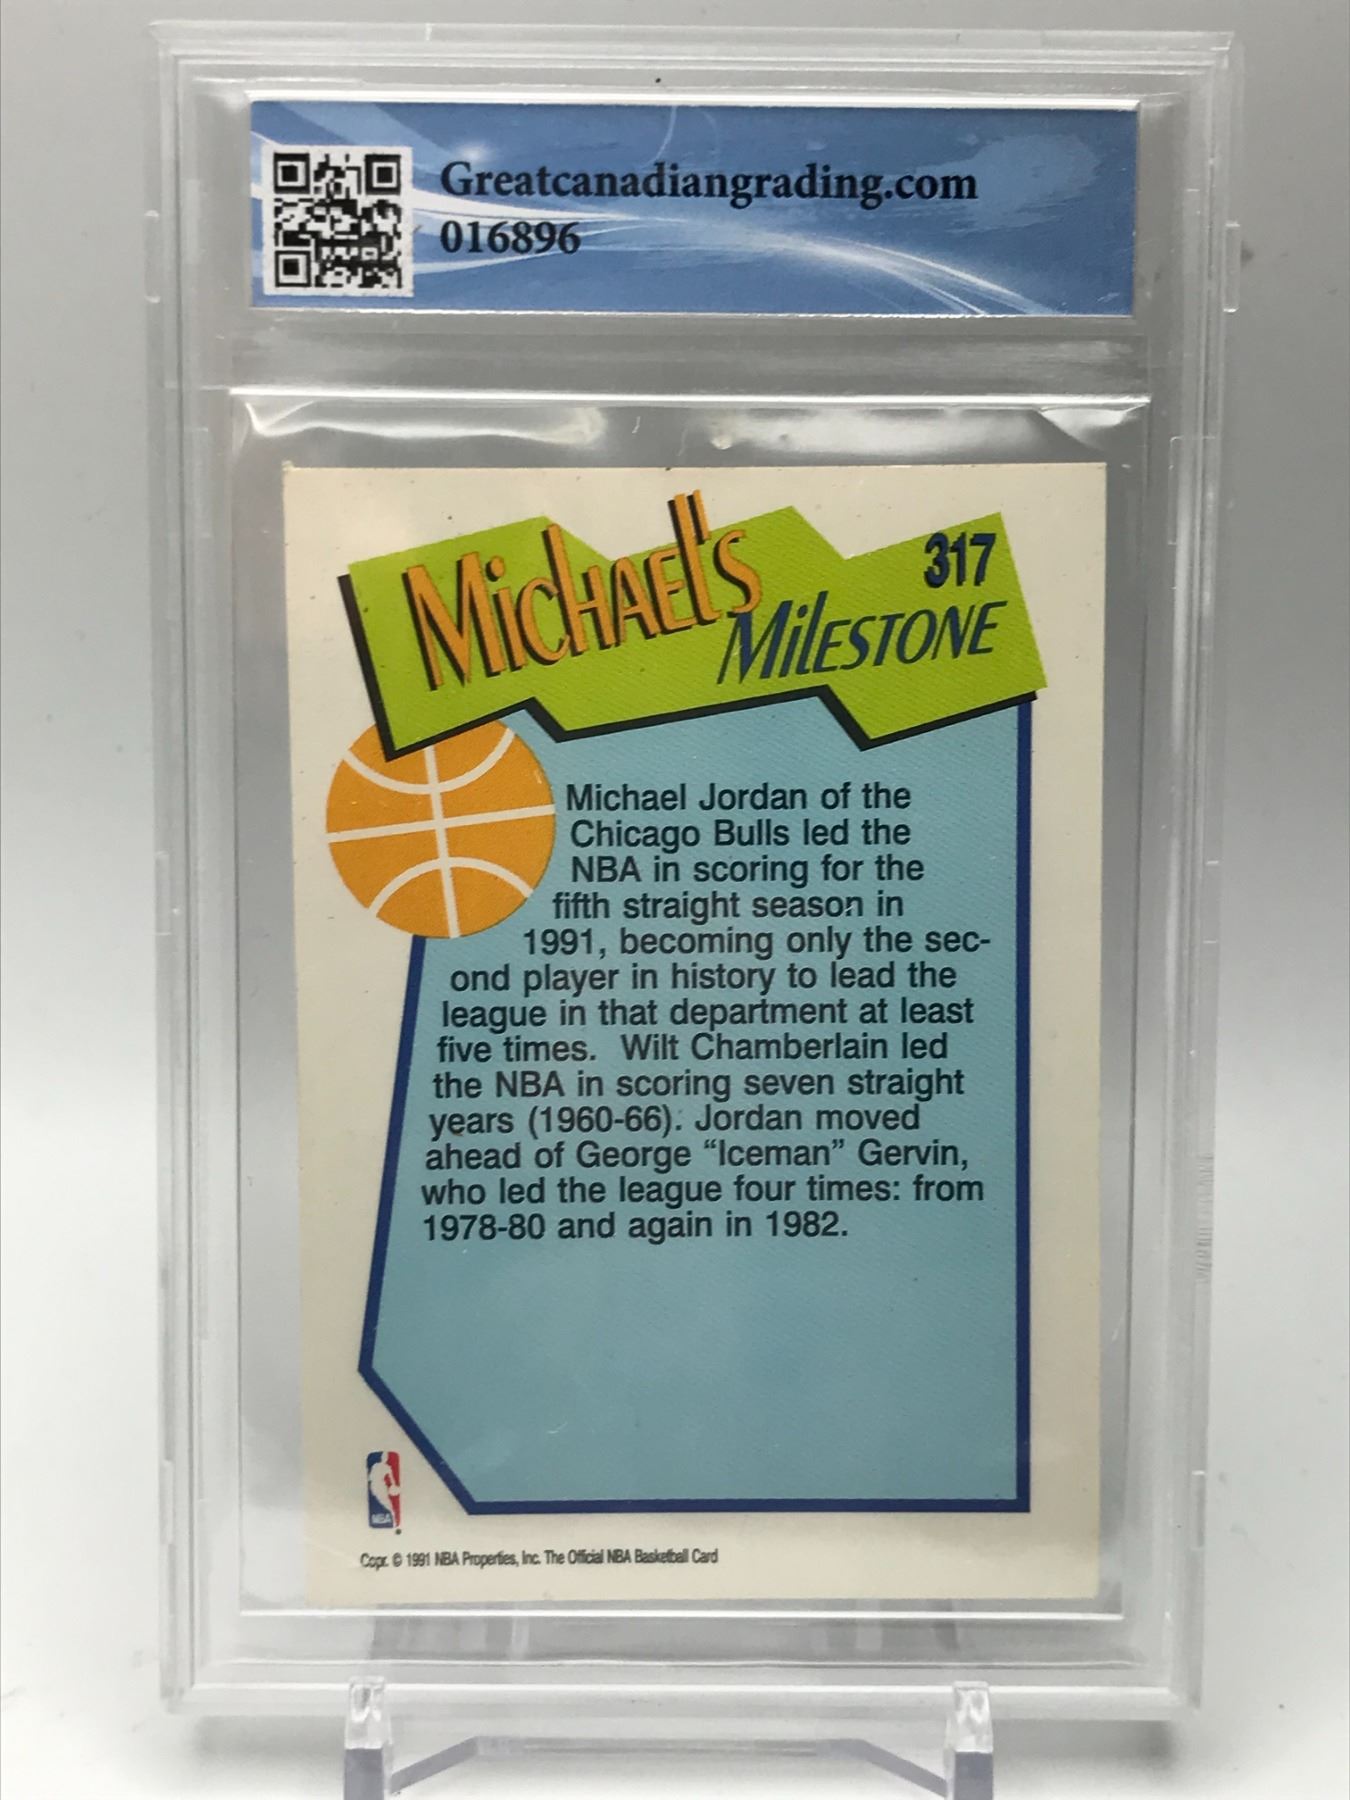 Greatcanadiangrading.com
016896
Michael's
317
Milestone
Michael Jordan of the
Chicago Bulls led the
NBA in scoring for the
fifth straight season in
1991, becoming only the sec-
ond player in history to lead the
league in that department at least
five times. Wilt Chamberlain led
the NBA in scoring seven straight
years (1960-66). Jordan moved
ahead of George “Iceman” Gervin,
who led the league four times: from
1978-80 and again in 1982.
NBA
Copr. © 1991 NBA Properties, Inc. The Official NBA Basketball Card